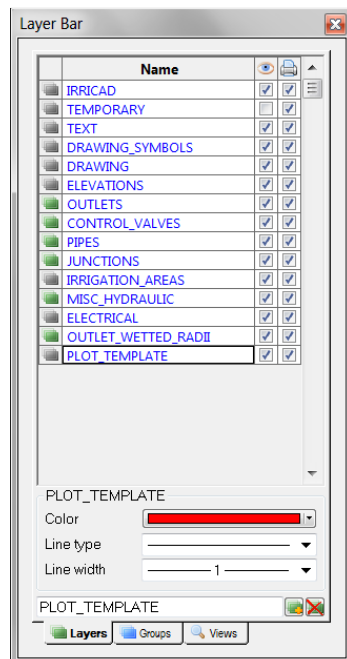 Layer Bar
Name
IRRICAD
TEMPORARY
TEXT
DRAWING_SYMBOLS
DRAWING
ELEVATIONS
OUTLETS
CONTROL_VALVES
PIPES
JUNCTIONS
IRRIGATION_AREAS
MISC_HYDRAULIC
ELECTRICAL
OUTLET_WETTED_RADII
PLOT_TEMPLATE
PLOT_TEMPLATE
Color
Line type
Line width 1
PLOT_TEMPLATE
Layers Groups Views